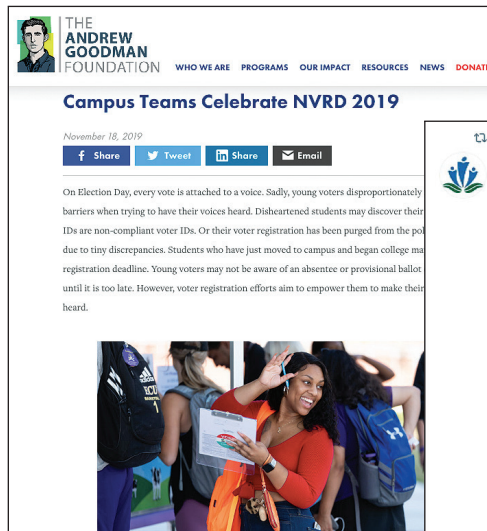 THE
ANDREW
GOODMAN
FOUNDATION
WHO WE ARE PROGRAMS OUR IMPACT RESOURCES NEWS DONAT
Campus Teams Celebrate NVRD 2019
November 18, 2019
Share Tweet Share Email
On Election Day, every vote is attached to a voice. Sadly, young voters disproportionately
barriers when trying to have their voices heard. Disheartened students may discover their
IDs are non-compliant voter IDs. Or their voter registration has been purged from the pol
due to tiny discrepancies. Students who have just moved to campus and began college ma
registration deadline. Young voters may not be aware of an absentee or provisional ballot
until it is too late. However, voter registration efforts aim to empower them to make their
heard.
ECU